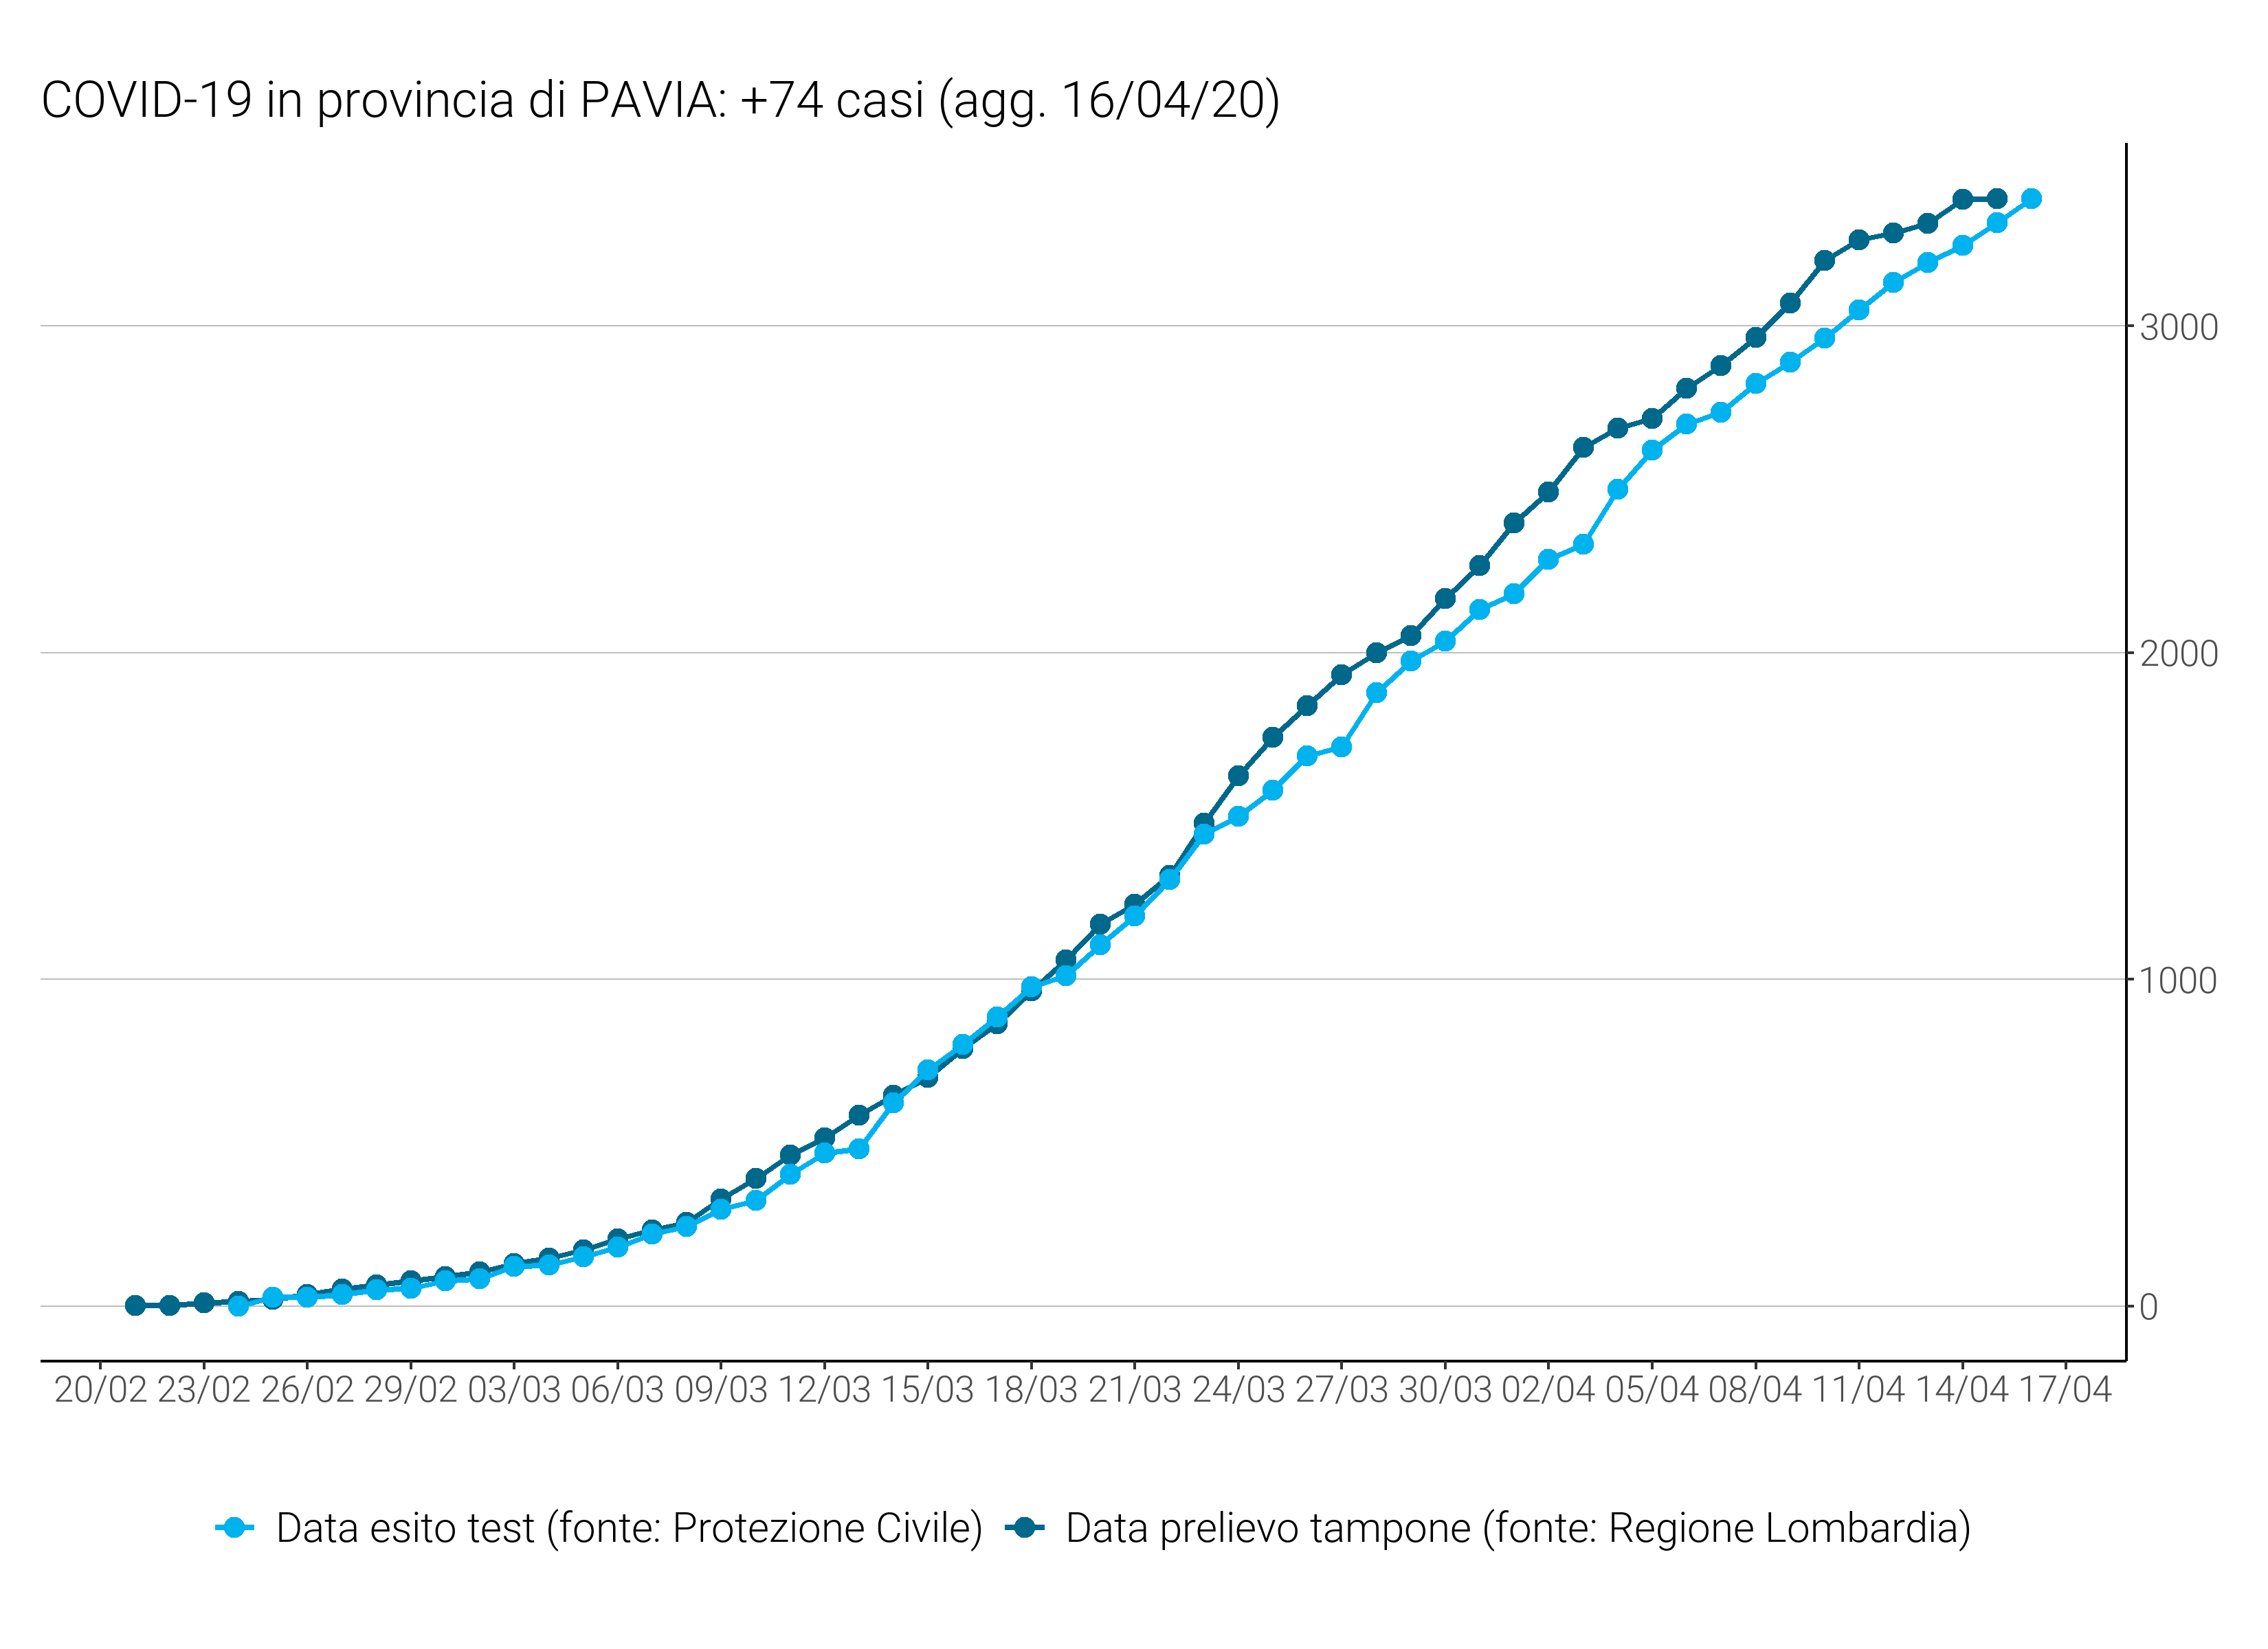 COVID-19 in provincia di PAVIA: +74 casi (agg. 16/04/20)
3000
2000
1000
0
20/02 23/02 26/02 29/02 03/03 06/03 09/03 12/03 15/03 18/03 21/03 24/03 27/03 30/03 02/04 05/04 08/04 11/04 14/04 17/04
Data esito test (fonte: Protezione Civile) Data prelievo tampone (fonte: Regione Lombardia)